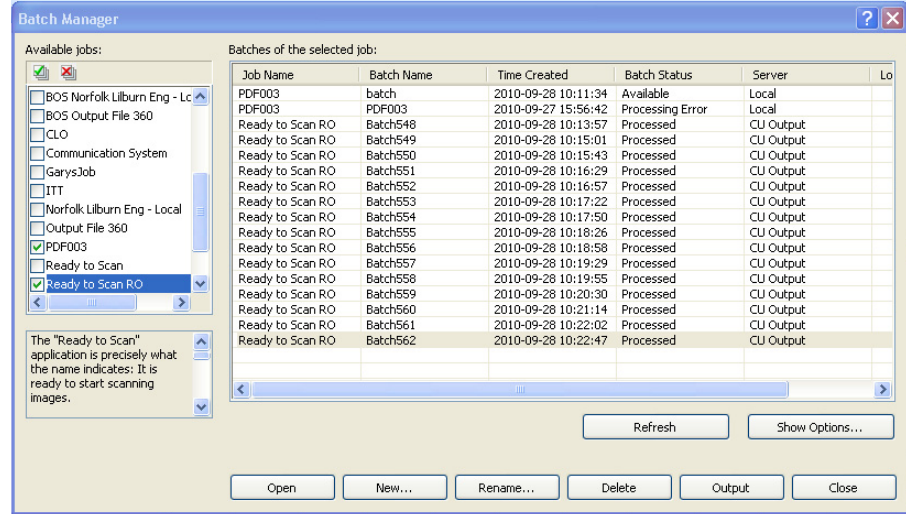 Batch Manager
Available jobs:
BOS Norfolk Lilburn Eng - Lc
BOS Output File 360
CLO
Communication System
GarysJob
ITT
Norfolk Lilburn Eng - Local
Output File 360
PDF003
Ready to Scan
Ready to Scan RO
The "Ready to Scan"
application is precisely what
the name indicates: It is
ready to start scanning
images.
Batches of the selected job:
Job Name Batch Name Time Created Batch Status Server Lo
PDF003 batch 2010-09-28 10:11:34 Available Local
PDF003 PDF003 2010-09-27 15:56:42 Processing Error Local
Ready to Scan RO Batch548 2010-09-28 10:13:57 Processed CU Output
Ready to Scan RO Batch549 2010-09-28 10:15:01 Processed CU Output
Ready to Scan RO Batch550 2010-09-28 10:15:43 Processed CU Output
Ready to Scan RO Batch551 2010-09-28 10:16:29 Processed CU Output
Ready to Scan RO Batch552 2010-09-28 10:16:57 Processed CU Output
Ready to Scan RO Batch553 2010-09-28 10:17:22 Processed CU Output
Ready to Scan RO Batch554 2010-09-28 10:17:50 Processed CU Output
Ready to Scan RO Batch555 2010-09-28 10:18:26 Processed CU Output
Ready to Scan RO Batch556 2010-09-28 10:18:58 Processed CU Output
Ready to Scan RO Batch557 2010-09-28 10:19:29 Processed CU Output
Ready to Scan RO Batch558 2010-09-28 10:19:55 Processed CU Output
Ready to Scan RO Batch559 2010-09-28 10:20:30 Processed CU Output
Ready to Scan RO Batch560 2010-09-28 10:21:14 Processed CU Output
Ready to Scan RO Batch561 2010-09-28 10:22:02 Processed CU Output
Ready to Scan RO Batch562 2010-09-28 10:22:47 Processed CU Output
Refresh Show Options...
Open New... Rename... Delete Output Close